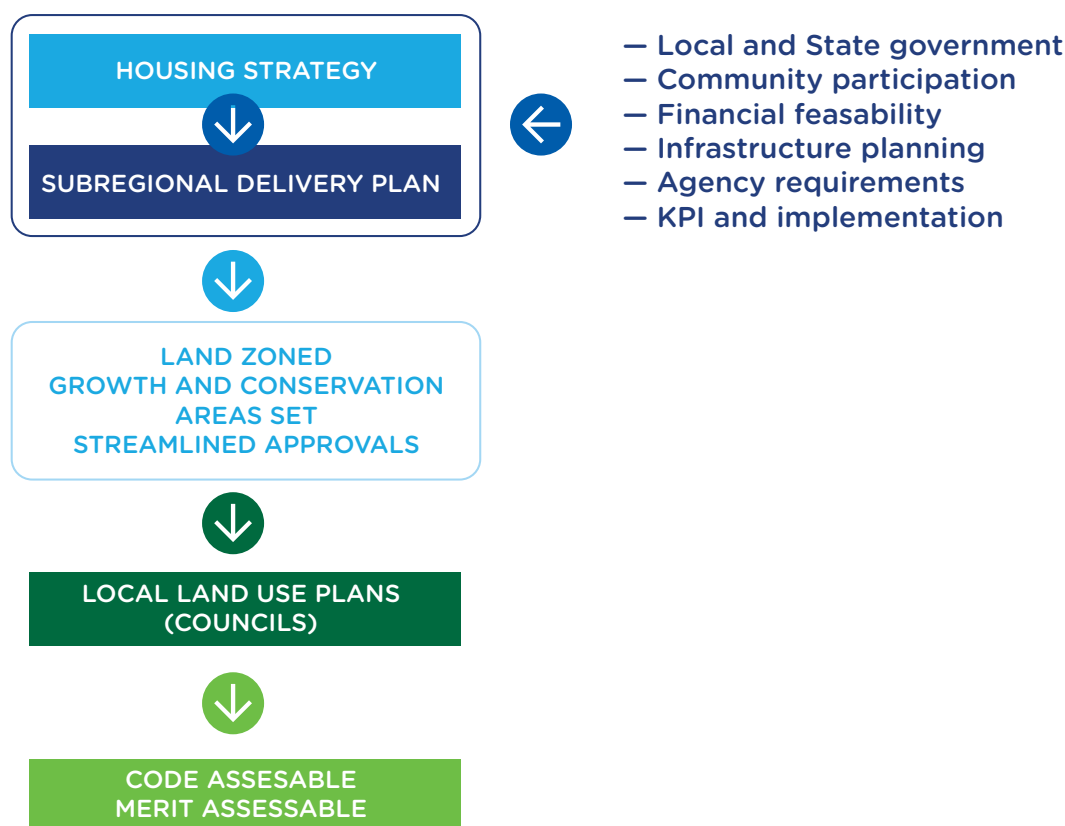 HOUSING STRATEGY
SUBREGIONAL DELIVERY PLAN
— Local and State government
— Community participation
— Financial feasability
— Infrastructure planning
— Agency requirements
— KPI and implementation
LAND ZONED
GROWTH AND CONSERVATION
AREAS SET
STREAMLINED APPROVALS
LOCAL LAND USE PLANS
(COUNCILS)
CODE ASSESABLE
MERIT ASSESSABLE